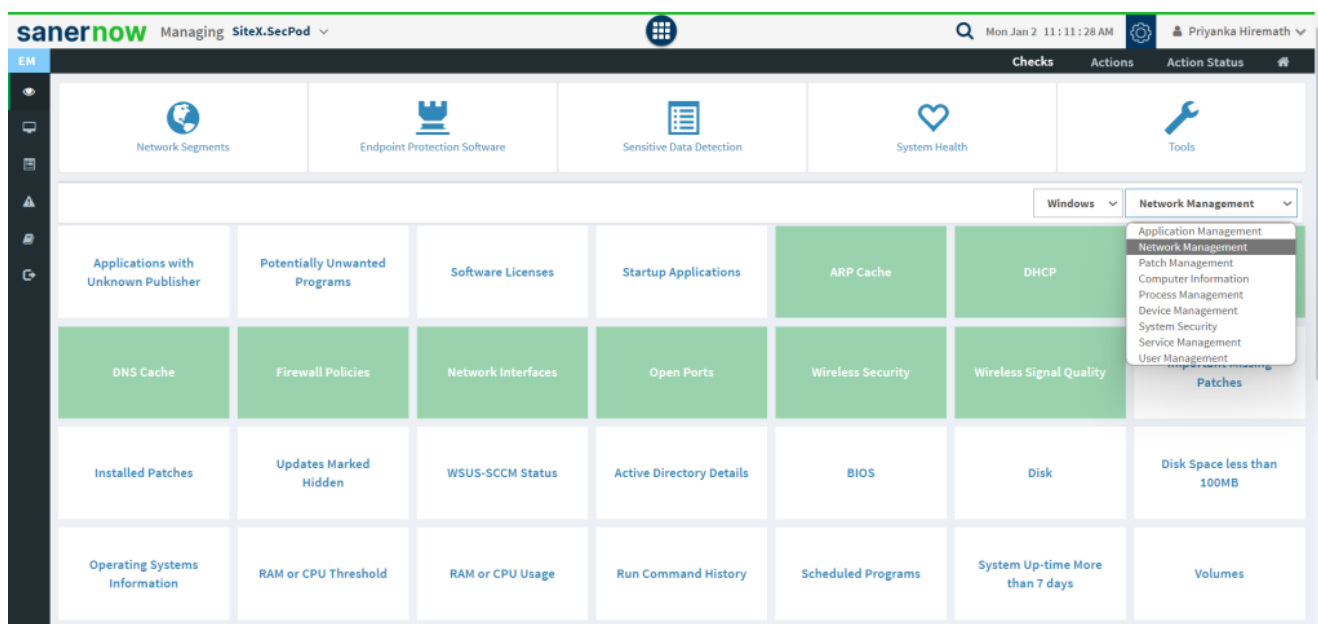 sanernow Managing SiteX.SecPod
Mon Jan 2 11:11:28 AM
Priyanka Hiremath
EM
Checks
Actions
Action Status
Network Segments
Endpoint Protection Software
Sensitive Data Detection
System Health
Tools
Windows
Network Management
Application Management
Network Management
Patch Management
Computer Information
Process Management
Device Management
System Security
Service Management
User Management
Applications with
Unknown Publisher
Potentially Unwanted
Programs
Software Licenses
Startup Applications
ARP Cache
DHCP
DNS Cache
Firewall Policies
Network Interfaces
Open Ports
Wireless Security
Wireless Signal Quality
Important Missing
Patches
Installed Patches
Updates Marked
Hidden
WSUS-SCCM Status
Active Directory Details
BIOS
Disk
Disk Space less than
100MB
Operating Systems
Information
RAM or CPU Threshold
RAM or CPU Usage
Run Command History
Scheduled Programs
System Up-time More
than 7 days
Volumes